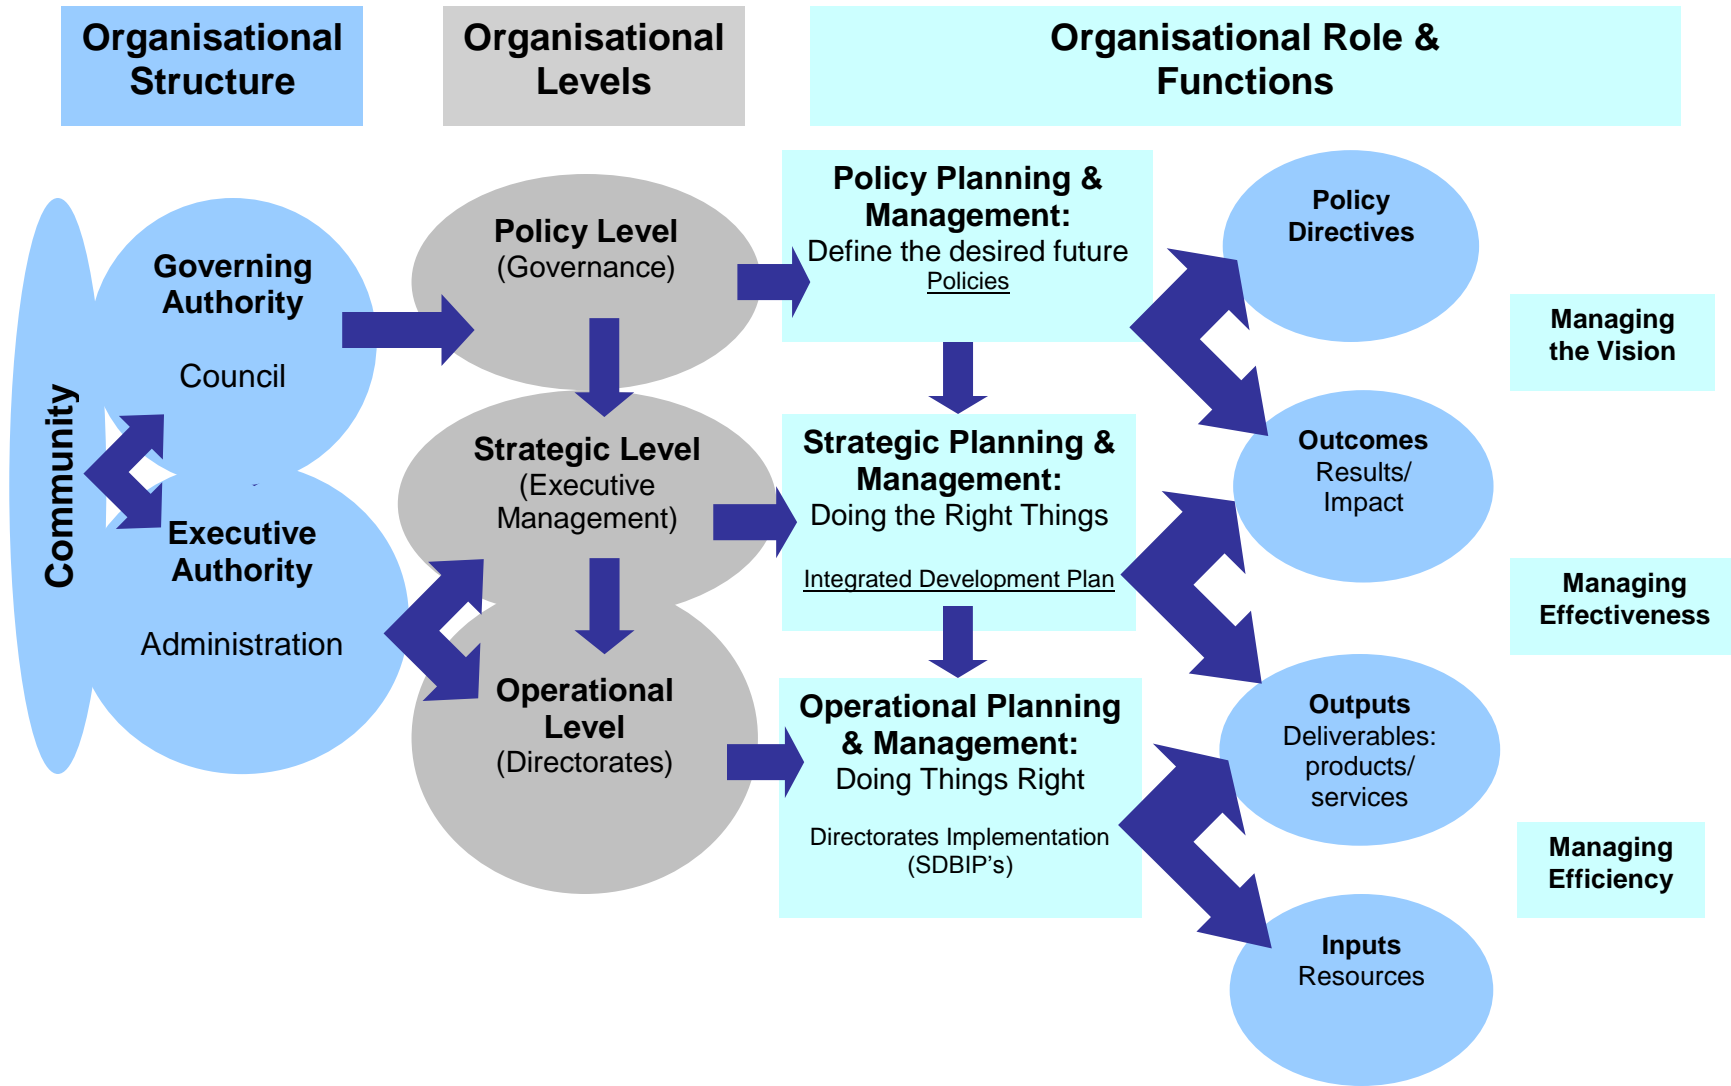 Organisational
Structure
Organisational
Levels
Organisational Role &
Functions
Community
Governing
Authority
Council
Executive
Authority
Administration
Policy Level
(Governance)
Strategic Level
(Executive
Management)
Operational
Level
(Directorates)
Policy Planning &
Management:
Define the desired future
Policies
Strategic Planning &
Management:
Doing the Right Things
Integrated Development Plan
Operational Planning
& Management:
Doing Things Right
Directorates Implementation
(SDBIP's)
Policy
Directives
Outcomes
Results/
Impact
Outputs
Deliverables:
products/
services
Inputs
Resources
Managing
the Vision
Managing
Effectiveness
Managing
Efficiency